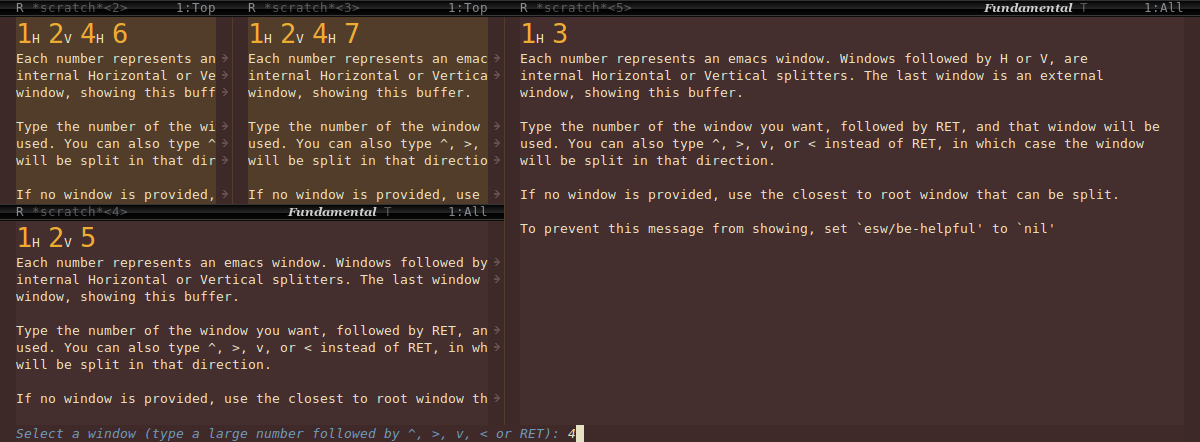 R *scratch*<2> 1:Top
1H 2V 4H 6
Each number represents an →
internal Horizontal or Ve →
window, showing this buff →
Type the number of the wi →
used. You can also type ^ →
will be split in that dir →
If no window is provided, →
R *scratch*<3> 1:Top
1H 2V 4H 7
Each number represents an emac →
internal Horizontal or Vertica →
window, showing this buffer.
Type the number of the window →
used. You can also type ^, >, →
will be split in that directio →
If no window is provided, use →
R *scratch*<4> Fundamental T 1:All
1H 2V 5
Each number represents an emacs window. Windows followed by →
internal Horizontal or Vertical splitters. The last window →
window, showing this buffer.
Type the number of the window you want, followed by RET, an →
used. You can also type ^, >, v, or < instead of RET, in wh →
will be split in that direction.
If no window is provided, use the closest to root window th →
R *scratch*<5> Fundamental T 1:All
1H 3
Each number represents an emacs window. Windows followed by H or V, are
internal Horizontal or Vertical splitters. The last window is an external
window, showing this buffer.
Type the number of the window you want, followed by RET, and that window will be
used. You can also type ^, >, v, or < instead of RET, in which case the window
will be split in that direction.
If no window is provided, use the closest to root window that can be split.
To prevent this message from showing, set `esw/be-helpful' to `nil'
Select a window (type a large number followed by ^, >, v, < or RET): 4